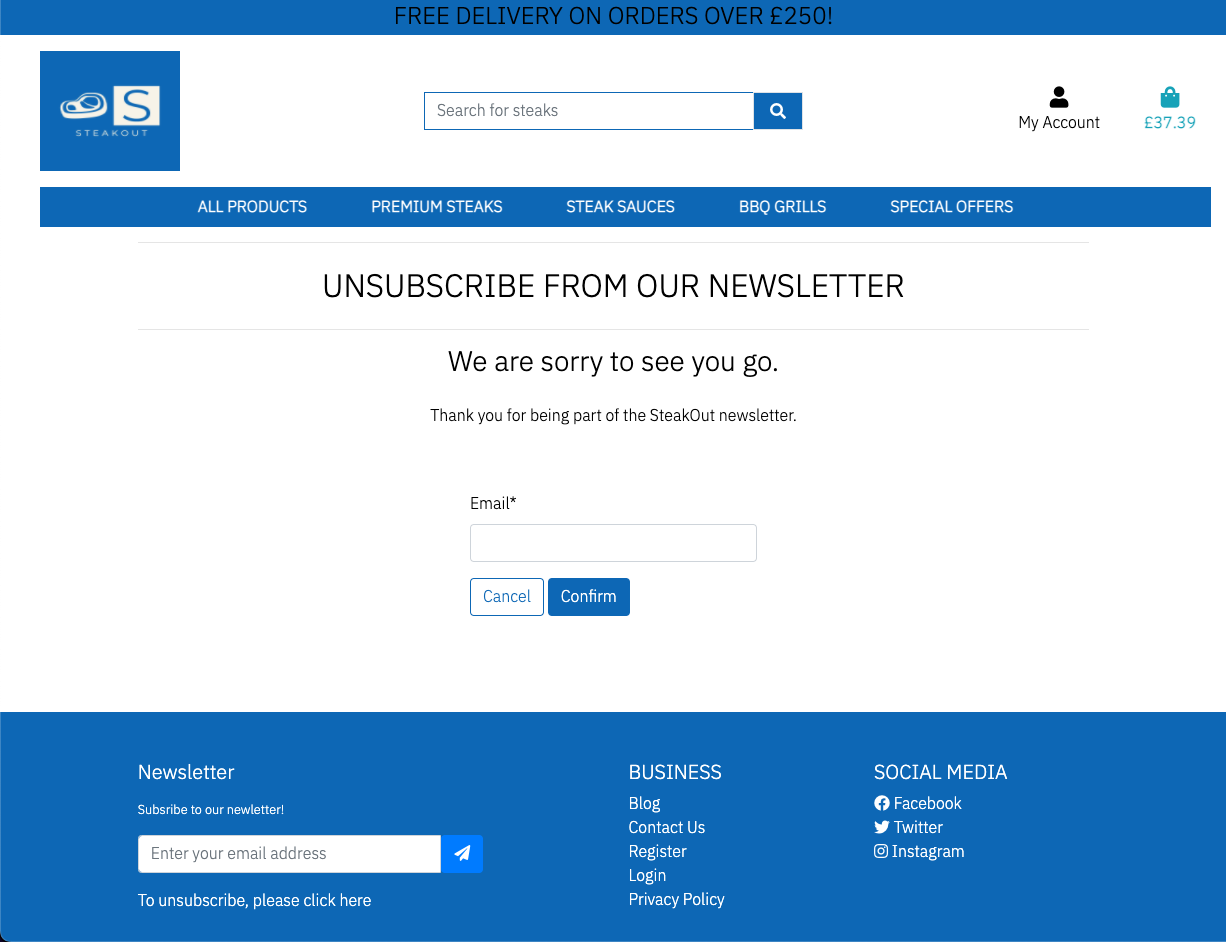 FREE DELIVERY ON ORDERS OVER £250!
S
STEAKOUT
Search for steaks
My Account
£37.39
ALL PRODUCTS PREMIUM STEAKS STEAK SAUCES BBQ GRILLS SPECIAL OFFERS
UNSUBSCRIBE FROM OUR NEWSLETTER
We are sorry to see you go.
Thank you for being part of the SteakOut newsletter.
Email*
Cancel Confirm
Newsletter
Subsribe to our newletter!
Enter your email address
To unsubscribe, please click here
BUSINESS
Blog
Contact Us
Register
Login
Privacy Policy
SOCIAL MEDIA
Facebook
Twitter
Instagram